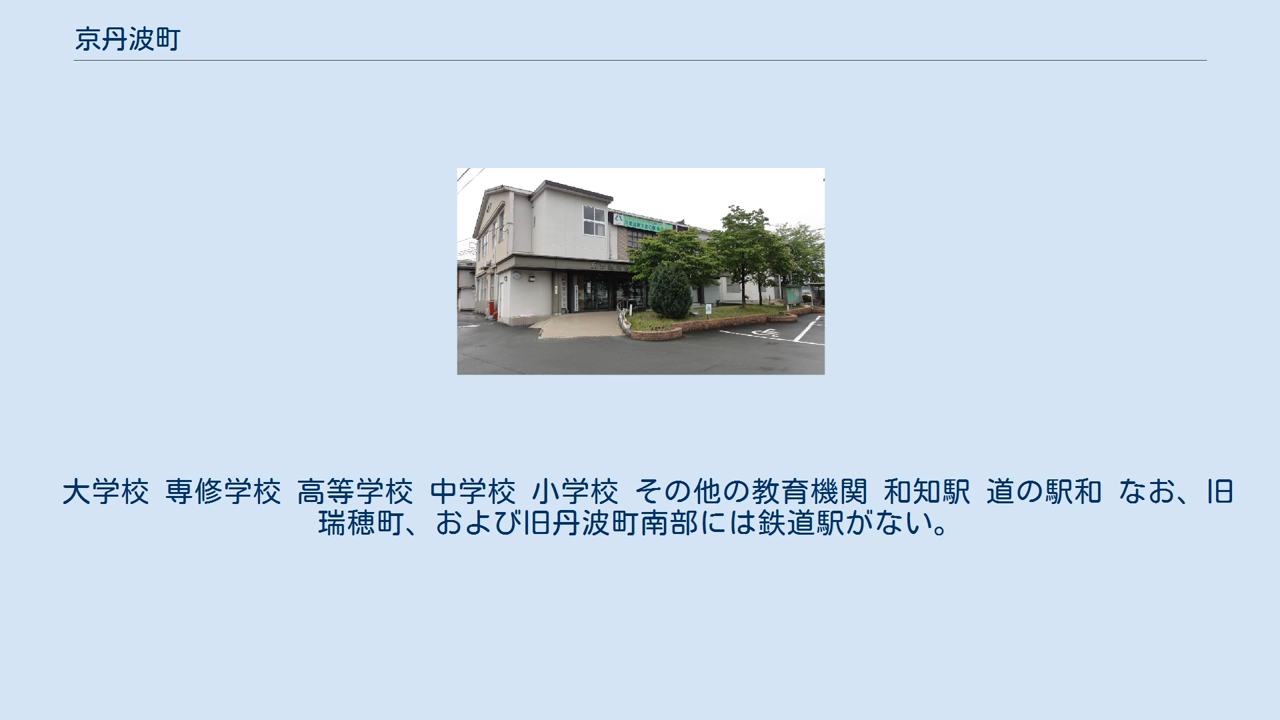 京丹波町
大学校 専修学校 高等学校 中学校 小学校 その他の教育機関 和知駅 道の駅和 なお、旧
瑞穂町、および旧丹波町南部には鉄道駅がない。